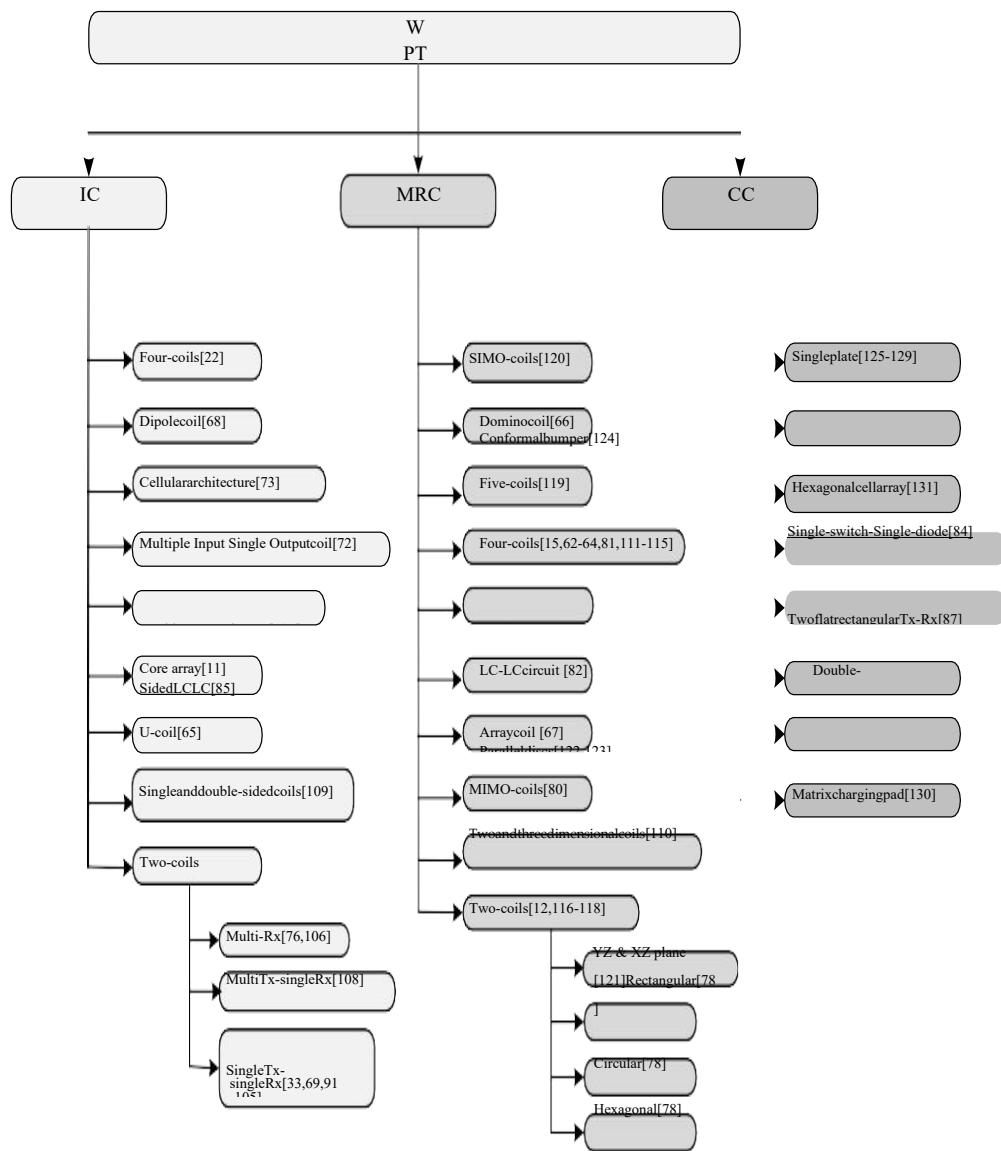 W
PT
IC
MRC
CC
Four-coils[22]
Dipolecoil[68]
Cellulararchitecture[73]
Multiple Input Single Outputcoil[72]
Core array[11]
SidedLCLC[85]
U-coil[65]
Singleanddouble-sidedcoils[109]
Two-coils
Multi-Rx[76,106]
MultiTx-singleRx[108]
SingleTx-
singleRx[33,69,91
105]
SIMO-coils[120]
Dominocoil[66]
Conformalbumper[124]
Five-coils[119]
Four-coils[15,62-64,81,111-115]
LC-LCcircuit [82]
Arraycoil [67]
Paralleldiscs[122-123]
MIMO-coils[80]
Twoandthreedimensionalcoils[110]
Two-coils[12,116-118]
YZ & XZ plane
[121]Rectangular[78
]
Circular[78]
Hexagonal[78]
Singleplate[125-129]
Hexagonalcellarray[131]
Single-switch-Single-diode[84]
TwoflatrectangularTx-Rx[87]
Double-
Matrixchargingpad[130]